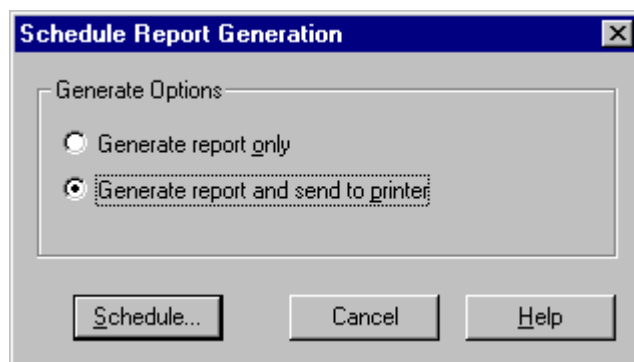 Schedule Report Generation
Generate Options
Generate report only
Generate report and send to printer
Schedule... Cancel Help